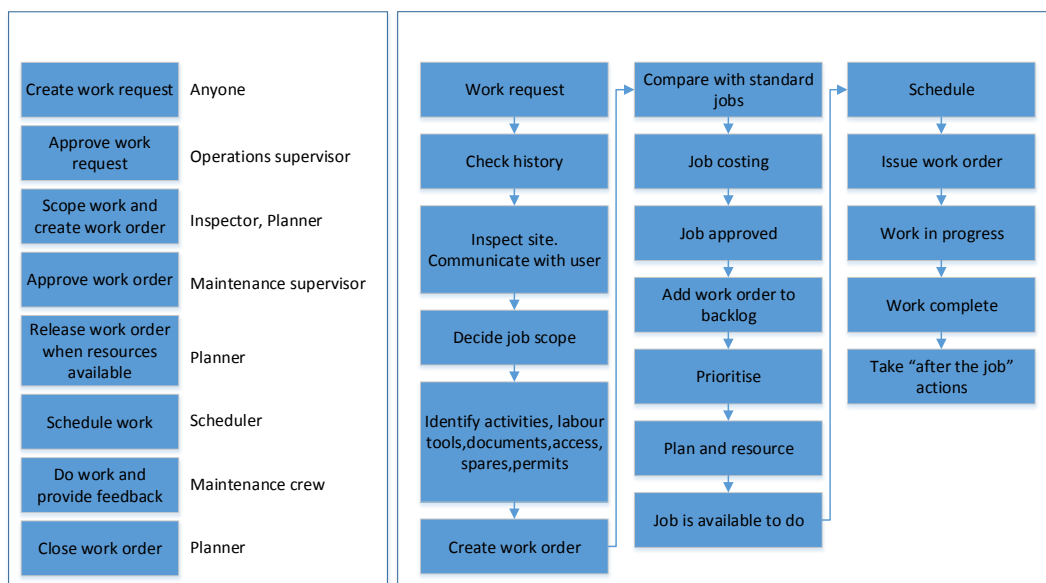 Create work request
Anyone
Approve work
request
Operations supervisor
Scope work and
create work order
Inspector, Planner
Approve work order
Maintenance supervisor
Release work order
when resources
available
Planner
Schedule work
Scheduler
Do work and
provide feedback
Maintenance crew
Close work order
Planner
Work request
Check history
Inspect site.
Communicate with user
Decide job scope
Identify activities, labour
tools,documents,access,
spares,permits
Create work order
Compare with standard
jobs
Job costing
Job approved
Add work order to
backlog
Prioritise
Plan and resource
Job is available to do
Schedule
Issue work order
Work in progress
Work complete
Take “after the job”
actions